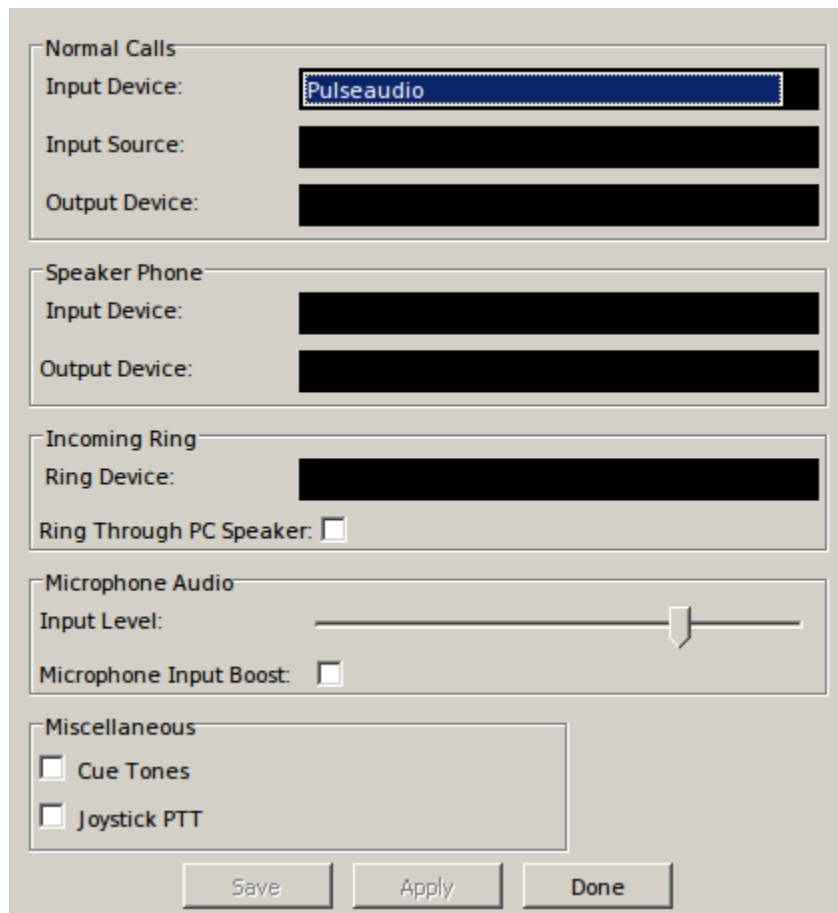 Normal Calls
Input Device: Pulseaudio
Input Source:
Output Device:
Speaker Phone
Input Device:
Output Device:
Incoming Ring
Ring Device:
Ring Through PC Speaker:
Microphone Audio
Input Level:
Microphone Input Boost:
Miscellaneous
Cue Tones
Joystick PTT
Save Apply Done